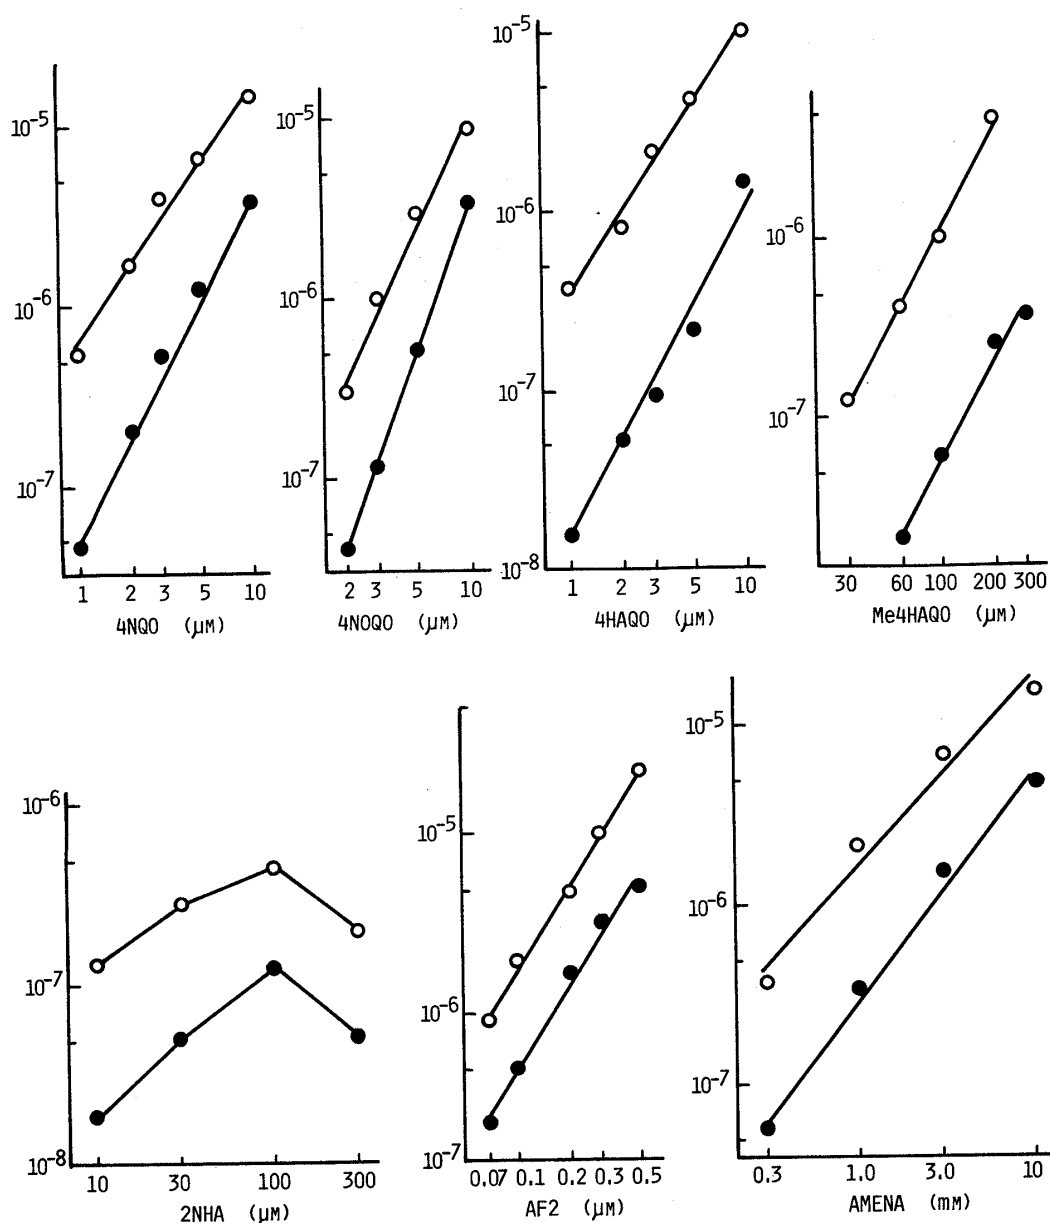 10⁻⁵
10⁻⁶
10⁻⁷
1 2 3 5 10
4NQO (µM)
10⁻⁵
10⁻⁶
10⁻⁷
2 3 5 10
4NOQO (µM)
10⁻⁵
10⁻⁶
10⁻⁷
10⁻⁸
1 2 3 5 10
4HAQO (µM)
10⁻⁶
10⁻⁷
30 60 100 200 300
Me4HAQO (µM)
10⁻⁶
10⁻⁷
10⁻⁸
10 30 100 300
2NHA (µM)
10⁻⁵
10⁻⁶
10⁻⁷
0.07 0.1 0.2 0.3 0.5
AF2 (µM)
10⁻⁵
10⁻⁶
10⁻⁷
0.3 1.0 3.0 10
AMENA (mM)